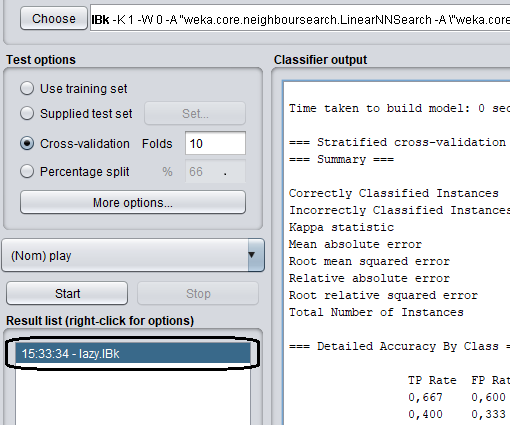 Choose IBk -K 1 -W 0 -A "weka.core.neighboursearch.LinearNNSearch -A \"weka.core
Test options
Use training set
Supplied test set Set...
Cross-validation Folds 10
Percentage split % 66 .
More options...
(Nom) play
Start Stop
Result list (right-click for options)
15:33:34 - lazy.IBk
Classifier output
Time taken to build model: 0 sec
=== Stratified cross-validation
=== Summary ===
Correctly Classified Instances
Incorrectly Classified Instances
Kappa statistic
Mean absolute error
Root mean squared error
Relative absolute error
Root relative squared error
Total Number of Instances
=== Detailed Accuracy By Class =
TP Rate FP Ra
0,667 0,600
0,400 0,333